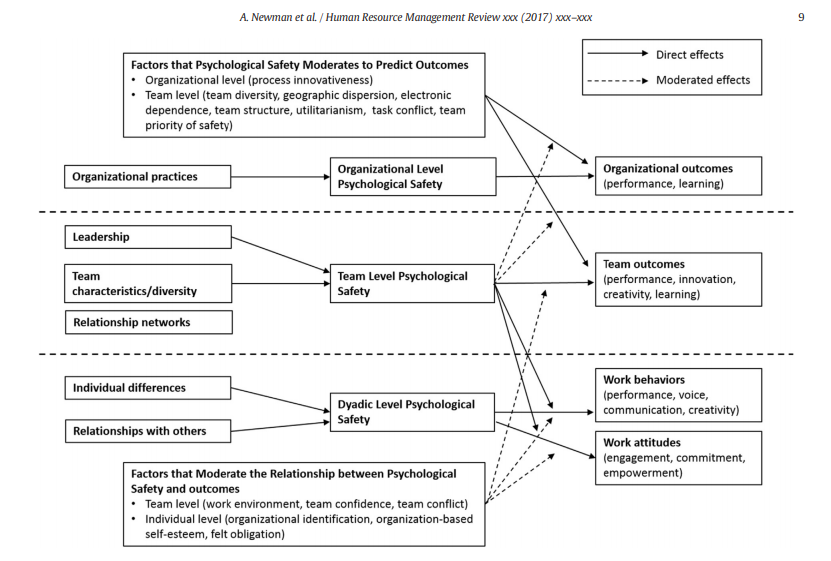 A. Newman et al. / Human Resource Management Review xxx (2017) xxx–xxx
9
Factors that Psychological Safety Moderates to Predict Outcomes
• Organizational level (process innovativeness)
• Team level (team diversity, geographic dispersion, electronic
dependence, team structure, utilitarianism, task conflict, team
priority of safety)
Direct effects
Moderated effects
Organizational practices
Organizational Level
Psychological Safety
Organizational outcomes
(performance, learning)
Leadership
Team
characteristics/diversity
Relationship networks
Team Level Psychological
Safety
Team outcomes
(performance, innovation,
creativity, learning)
Individual differences
Relationships with others
Dyadic Level Psychological
Safety
Work behaviors
(performance, voice,
communication, creativity)
Work attitudes
(engagement, commitment,
empowerment)
Factors that Moderate the Relationship between Psychological
Safety and outcomes
• Team level (work environment, team confidence, team conflict)
• Individual level (organizational identification, organization-based
self-esteem, felt obligation)